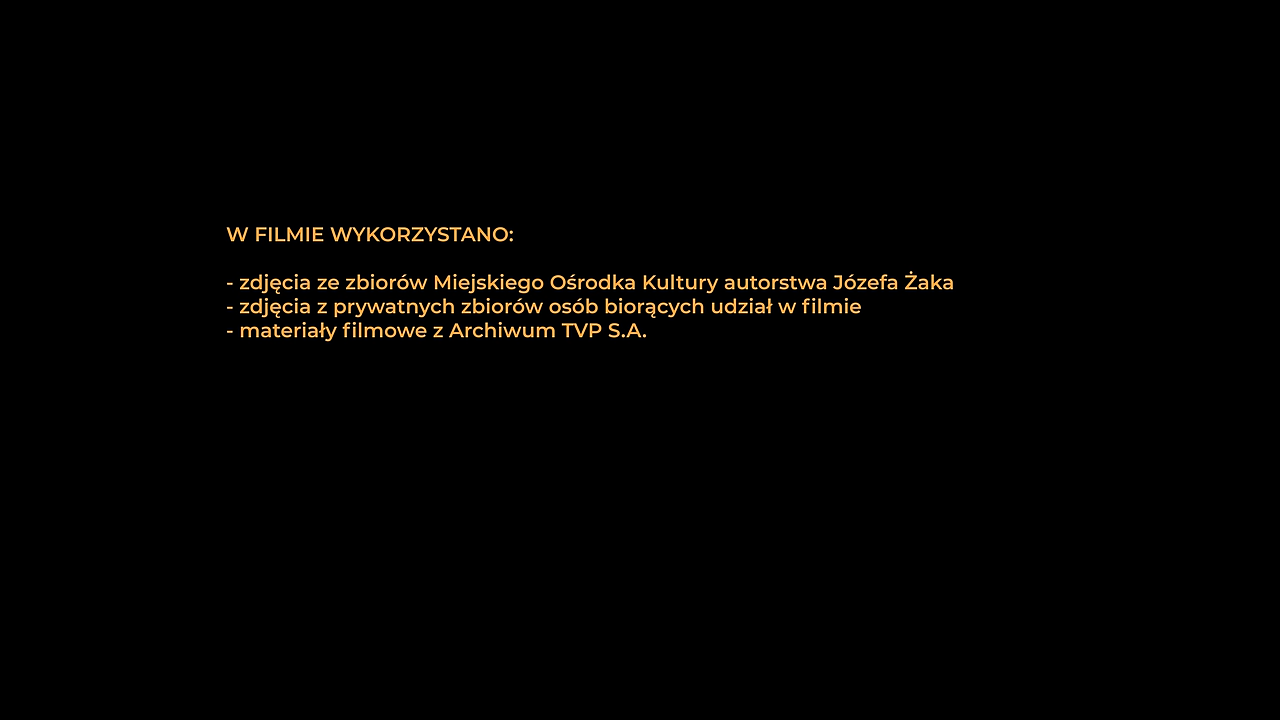 W FILMIE WYKORZYSTANO:
- zdjęcia ze zbiorów Miejskiego Ośrodka Kultury autorstwa Józefa Żaka
- zdjęcia z prywatnych zbiorów osób biorących udział w filmie
- materiały filmowe z Archiwum TVP S.A.